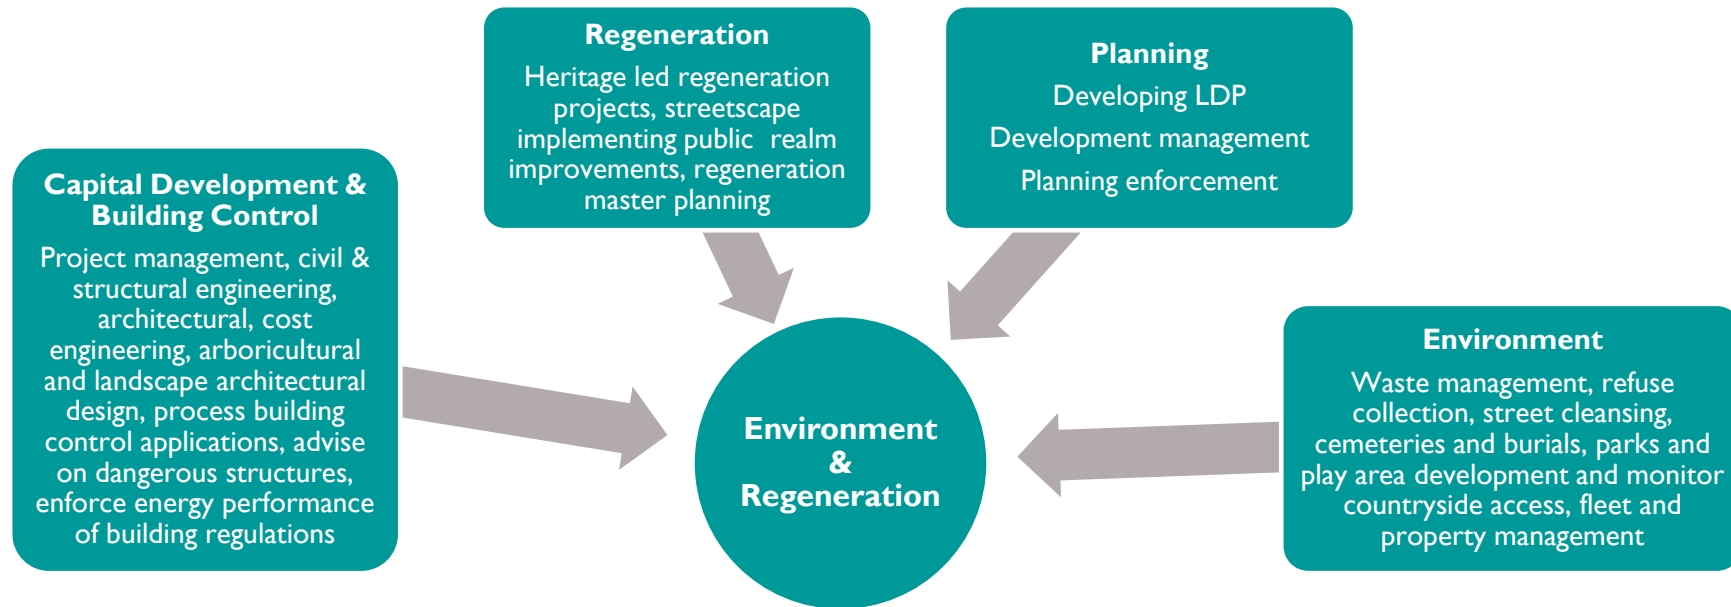 Capital Development &
Building Control
Project management, civil &
structural engineering,
architectural, cost
engineering, arboricultural
and landscape architectural
design, process building
control applications, advise
on dangerous structures,
enforce energy performance
of building regulations
Regeneration
Heritage led regeneration
projects, streetscape
implementing public realm
improvements, regeneration
master planning
Planning
Developing LDP
Development management
Planning enforcement
Environment
Waste management, refuse
collection, street cleansing,
cemeteries and burials, parks and
play area development and monitor
countryside access, fleet and
property management
Environment
&
Regeneration